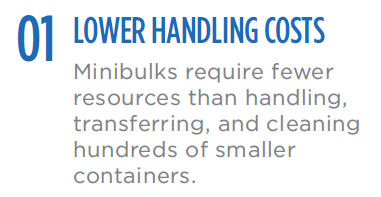 01 LOWER HANDLING COSTS
Minibulks require fewer
resources than handling,
transferring, and cleaning
hundreds of smaller
containers.